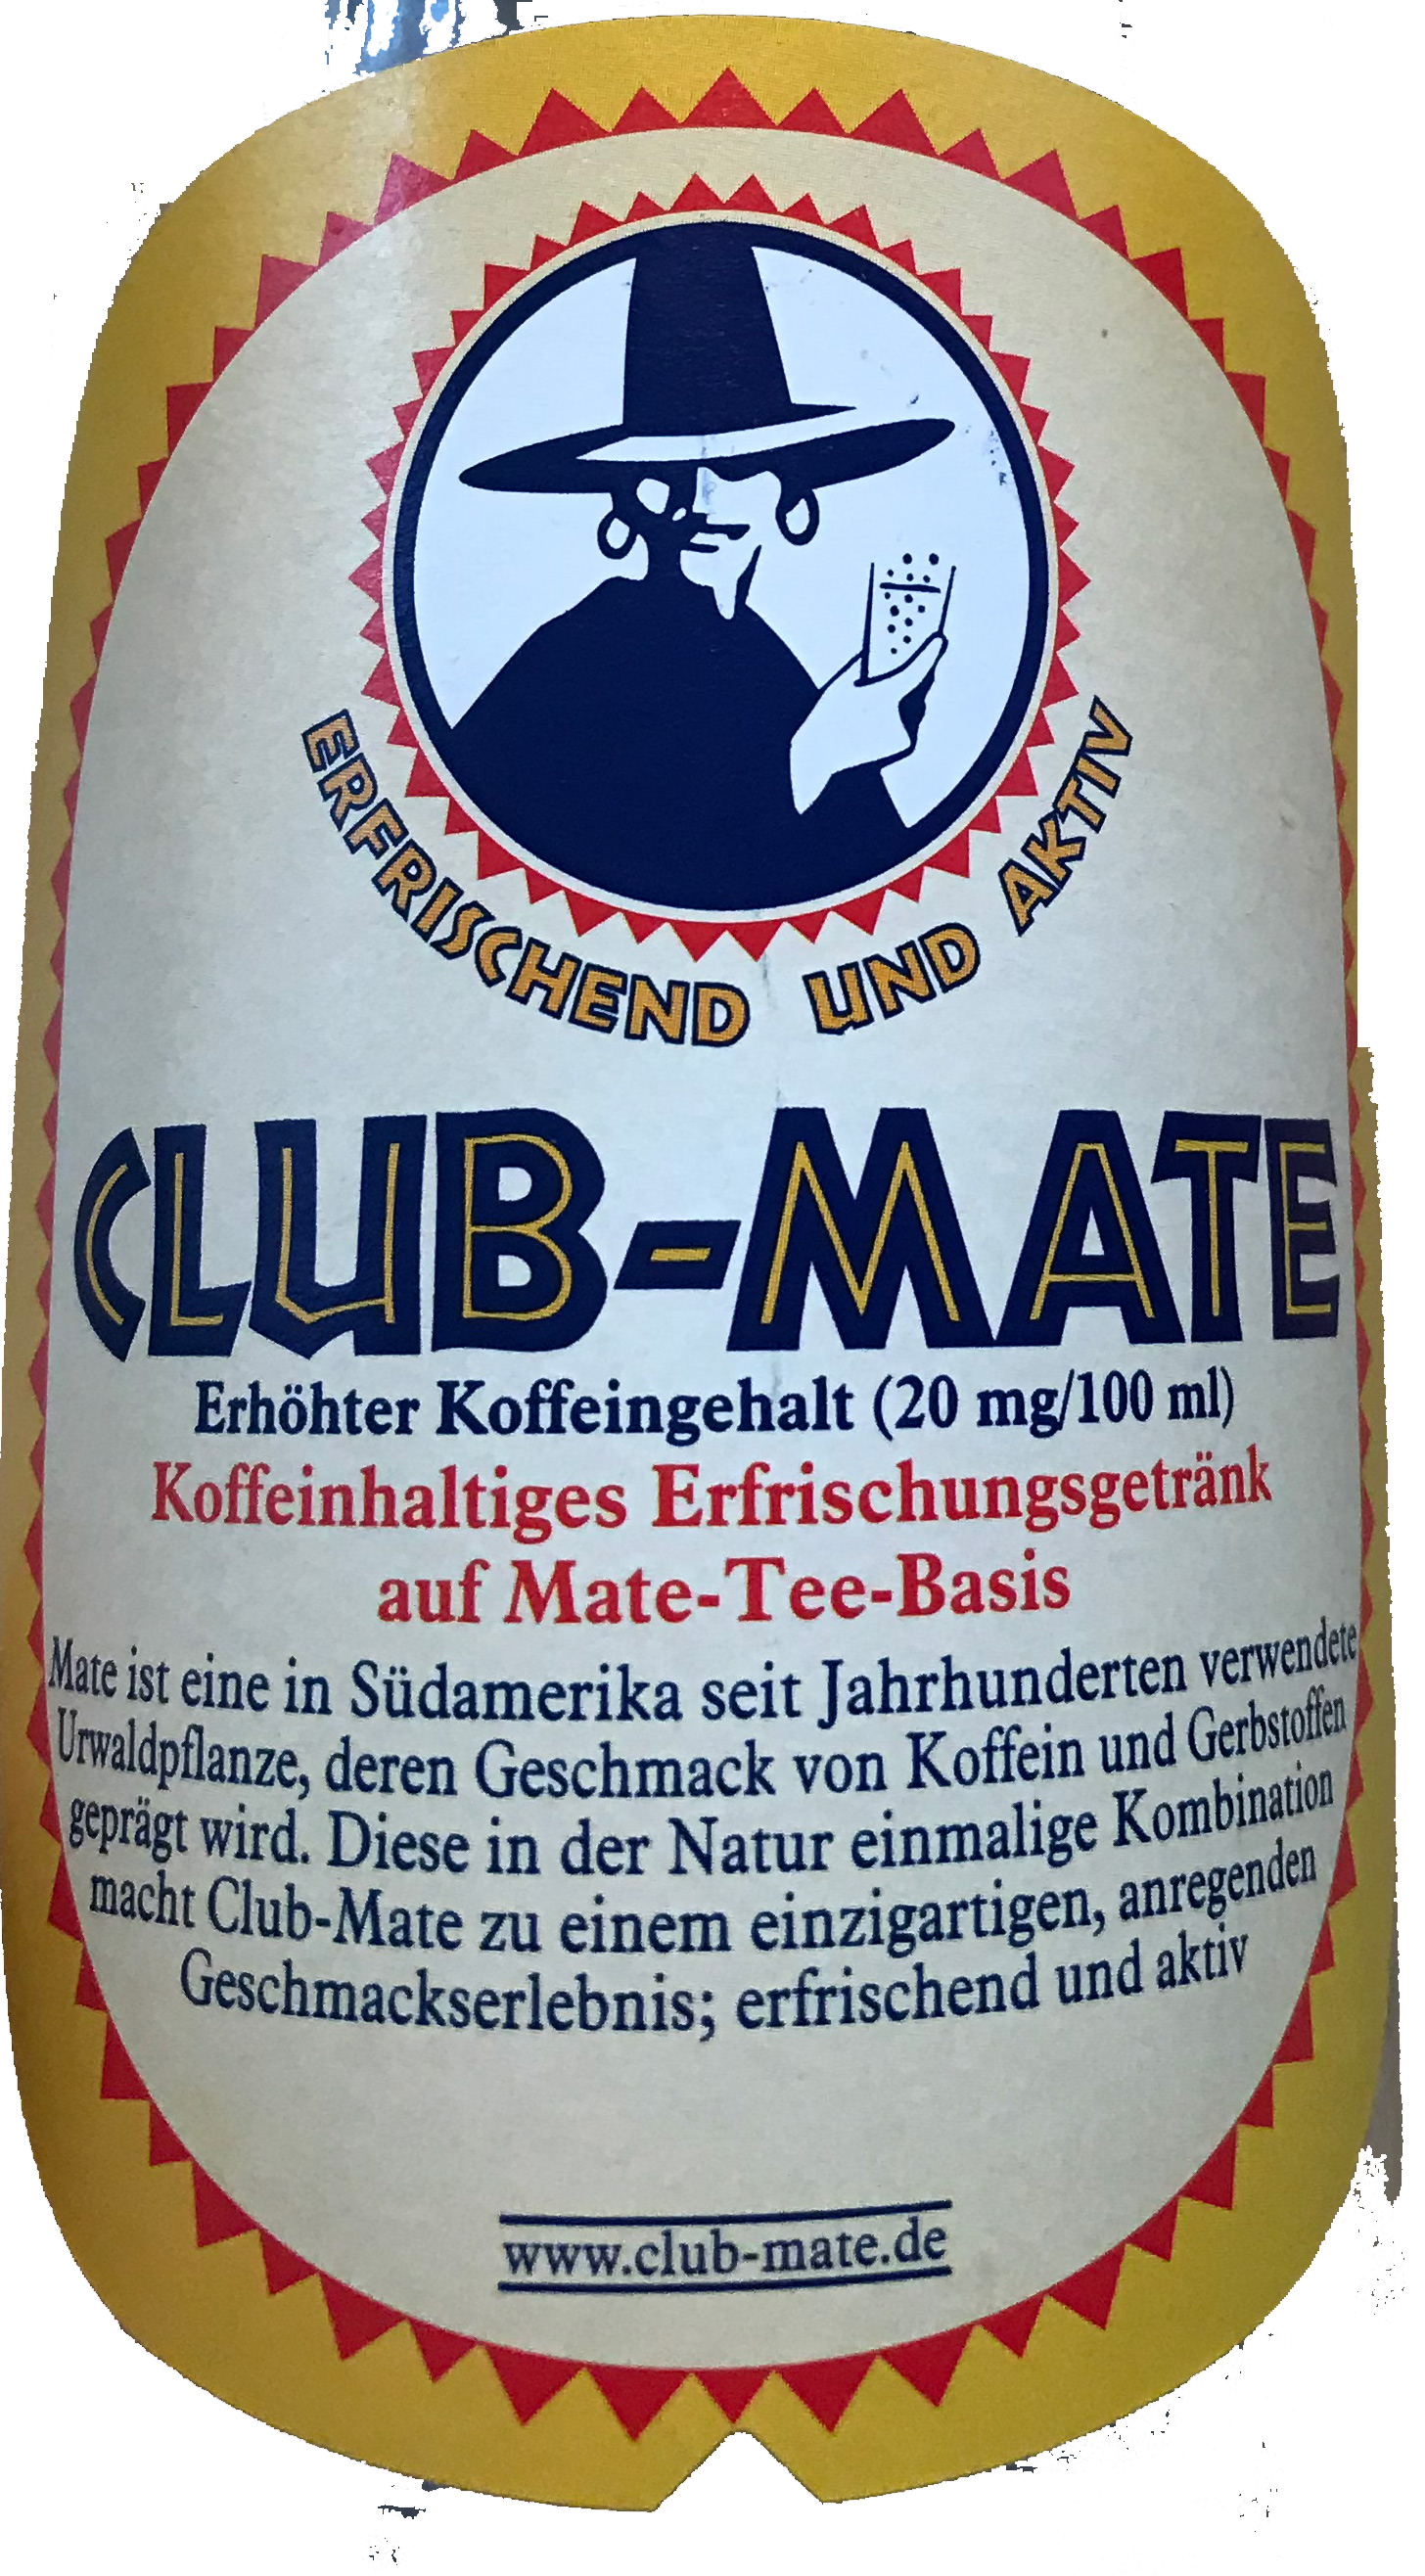 ERFRISCHEND UND AKTIV
CLUB-MATE
Erhöhter Koffeingehalt (20 mg/100 ml)
Koffeinhaltiges Erfrischungsgetränk
auf Mate-Tee-Basis
Mate ist eine in Südamerika seit Jahrhunderten verwendete
Urwaldpflanze, deren Geschmack von Koffein und Gerbstoffen
geprägt wird. Diese in der Natur einmalige Kombination
macht Club-Mate zu einem einzigartigen, anregenden
Geschmackserlebnis; erfrischend und aktiv
www.club-mate.de